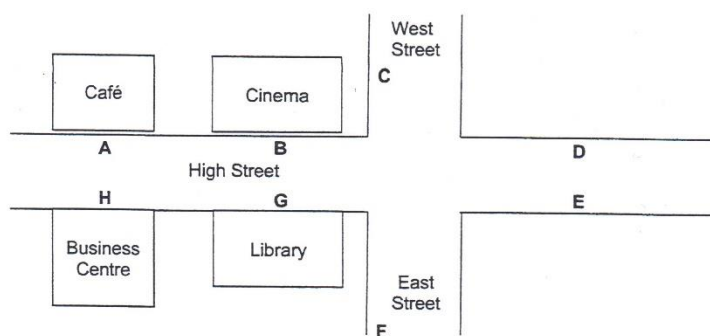 West
Street
C
Café
Cinema
A
B
D
High Street
H
G
E
Business
Centre
Library
East
Street
F